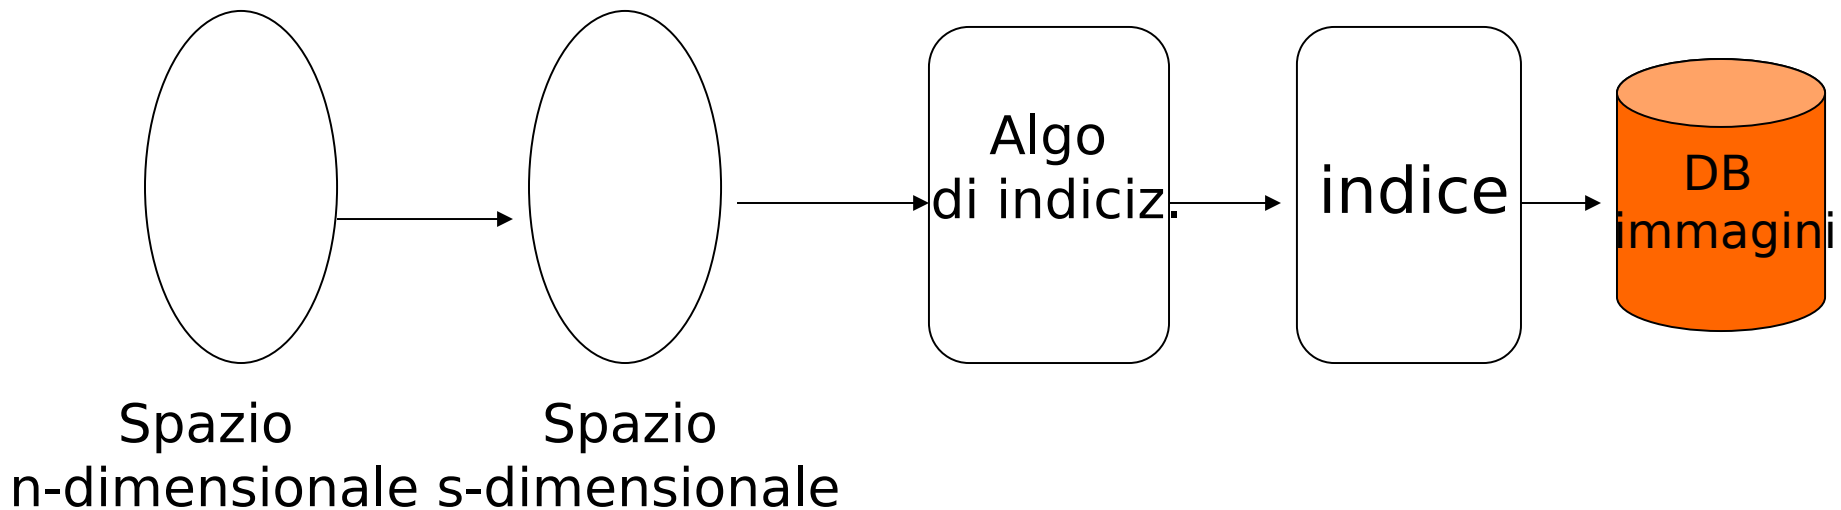 Algo
di indiciz.
indice
DB
immagini
Spazio
n-dimensionale
Spazio
s-dimensionale